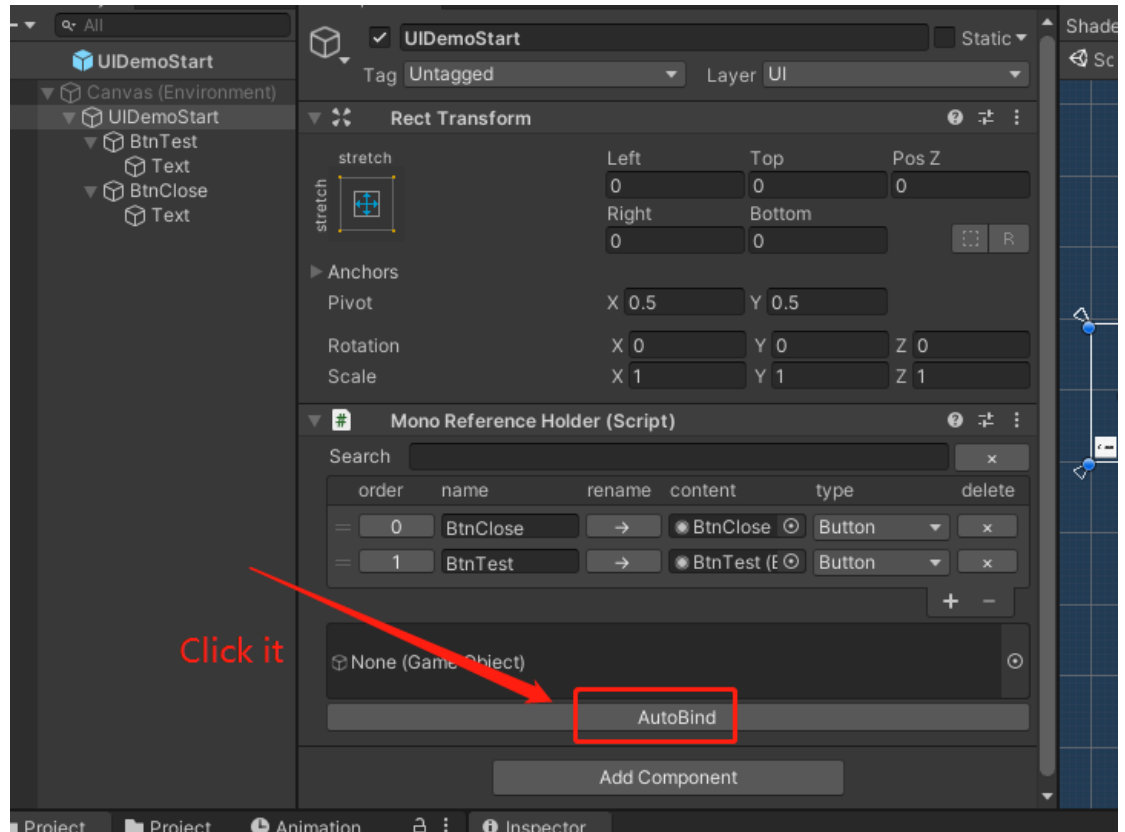 All
UIDemoStart
Static
Shade
UIDemoStart
Tag Untagged Layer UI
Sc
Canvas (Environment)
UIDemoStart
BtnTest
Text
BtnClose
Text
Rect Transform
stretch
stretch
Left Top Pos Z
0 0 0
Right Bottom
0 0
R
Anchors
Pivot X 0.5 Y 0.5
Rotation X 0 Y 0 Z 0
Scale X 1 Y 1 Z 1
# Mono Reference Holder (Script)
Search ×
order name rename content type delete
0 BtnClose → BtnClose Button ×
1 BtnTest → BtnTest (E Button ×
+ −
Click it
None (Game Object)
AutoBind
Add Component
Project Project Animation Inspector